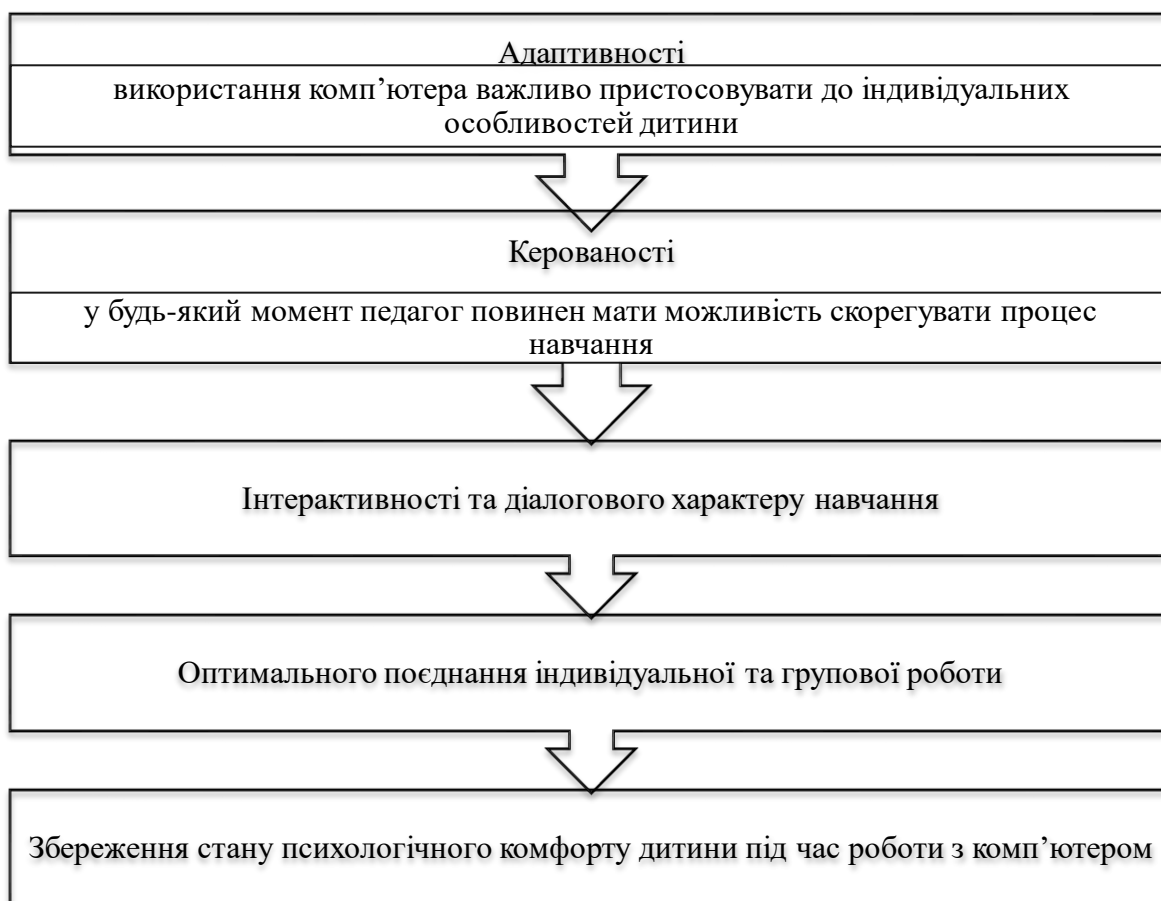 Адаптивності
використання комп’ютера важливо пристосовувати до індивідуальних
особливостей дитини
Керованості
у будь-який момент педагог повинен мати можливість скорегувати процес
навчання
Інтерактивності та діалогового характеру навчання
Оптимального поєднання індивідуальної та групової роботи
Збереження стану психологічного комфорту дитини під час роботи з комп’ютером